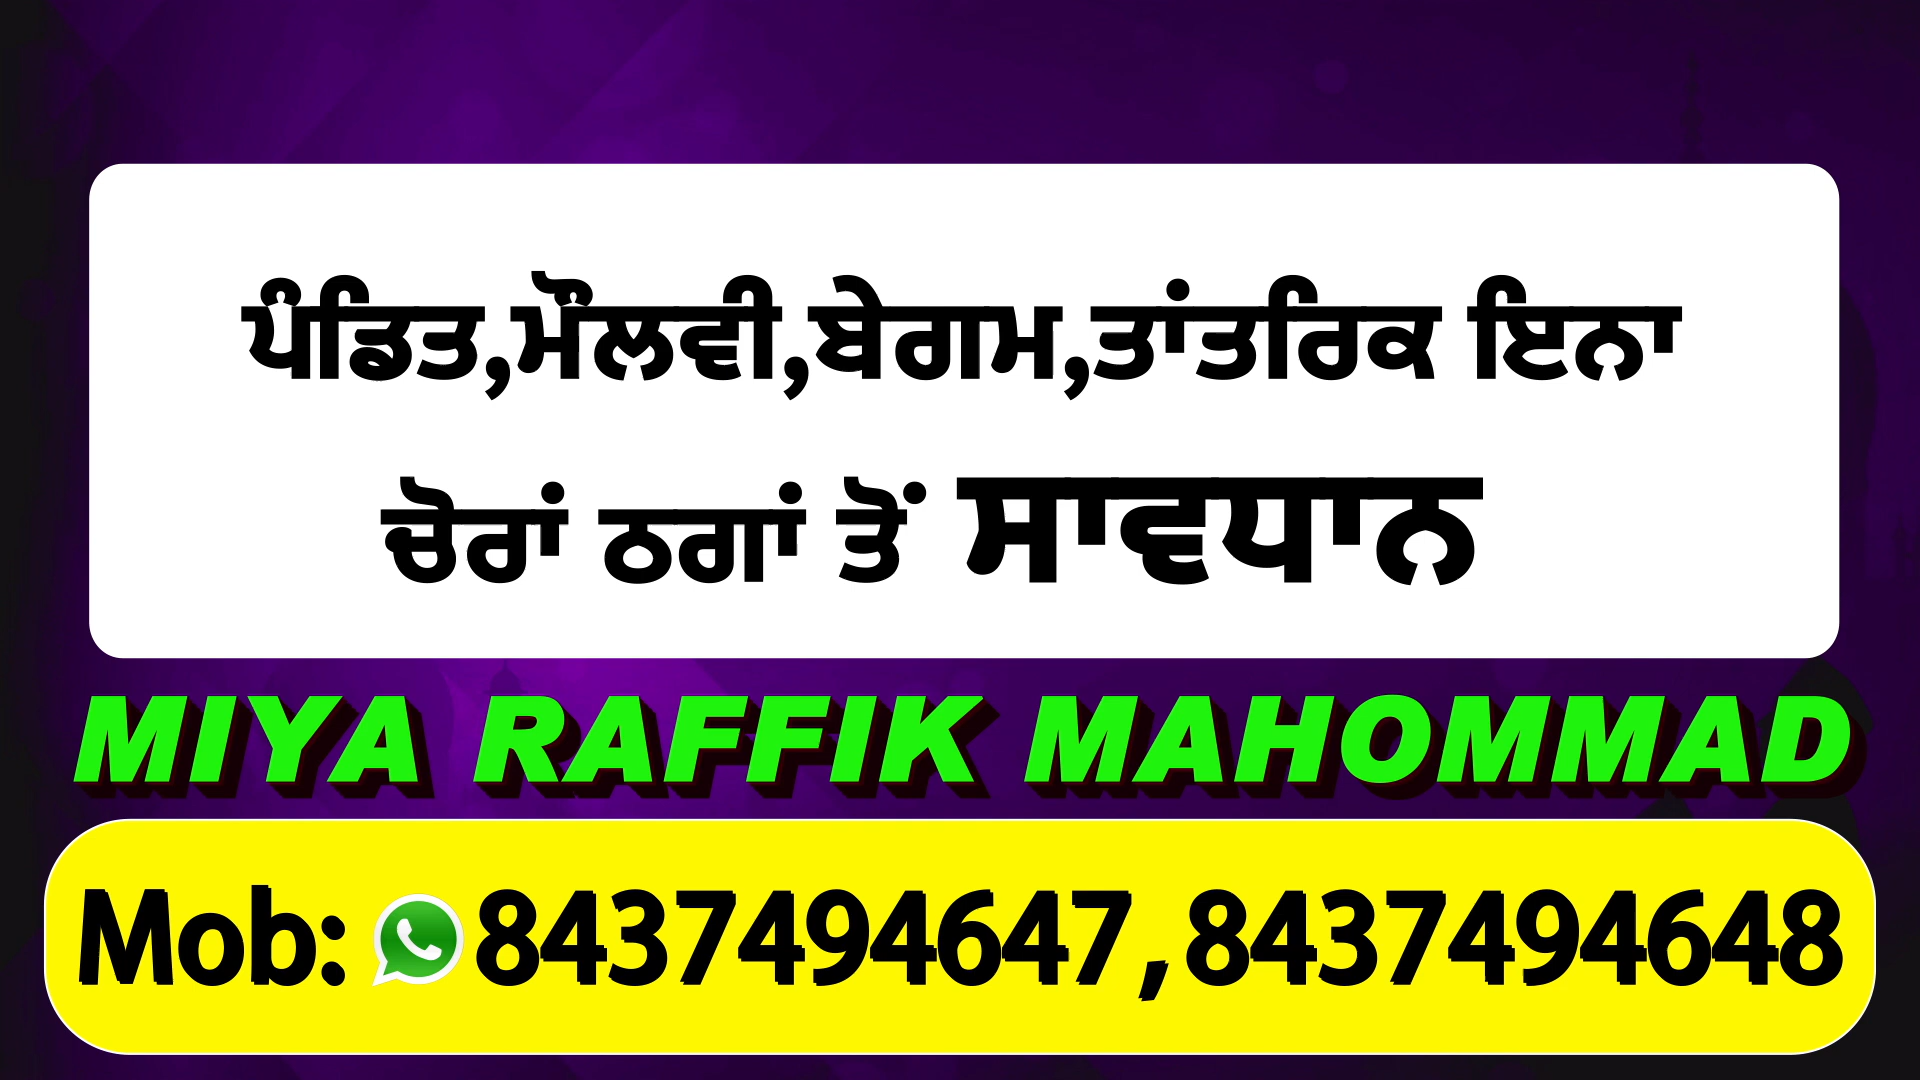 ਪੰਡਿਤ,ਮੌਲਵੀ,ਬੇਗਮ,ਤਾਂਤਰਿਕ ਇਨਾ
ਚੋਰਾਂ ਠਗਾਂ ਤੋਂ ਸਾਵਧਾਨ
MIYA RAFFIK MAHOMMAD
Mob: 8437494647, 8437494648